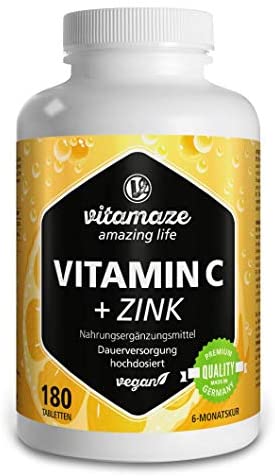 vitamaze
amazing life
VITAMIN C
+ ZINK
Nahrungsergänzungsmittel
Dauerversorgung
hochdosiert
vegan
180
TABLETTEN
PREMIUM
QUALITY
MADE IN
GERMANY
6-MONATSKUR